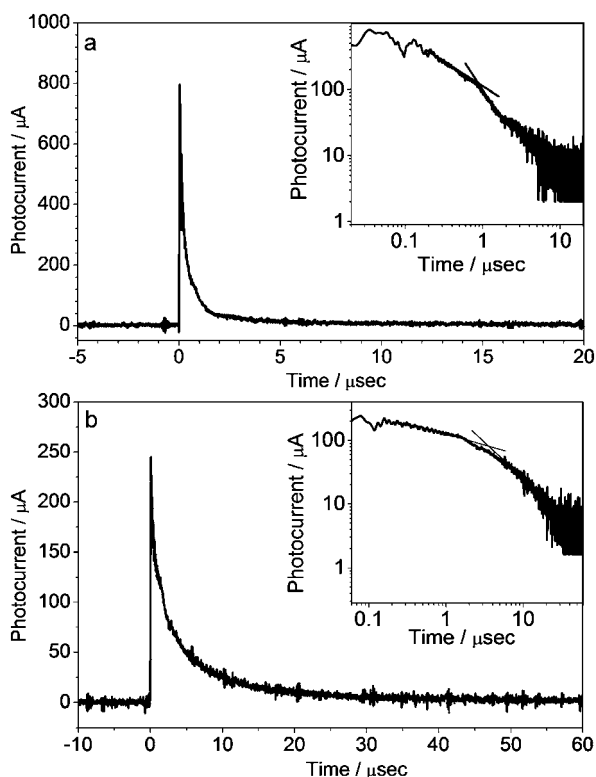 a
1000
800
600
400
200
0
Photocurrent / μA
-5 0 5 10 15 20
Time / μsec
100
10
1
Photocurrent / μA
0.1 1 10
Time / μsec
b
300
250
200
150
100
50
0
Photocurrent / μA
-10 0 10 20 30 40 50 60
Time / μsec
100
10
1
Photocurrent / μA
0.1 1 10
Time / μsec